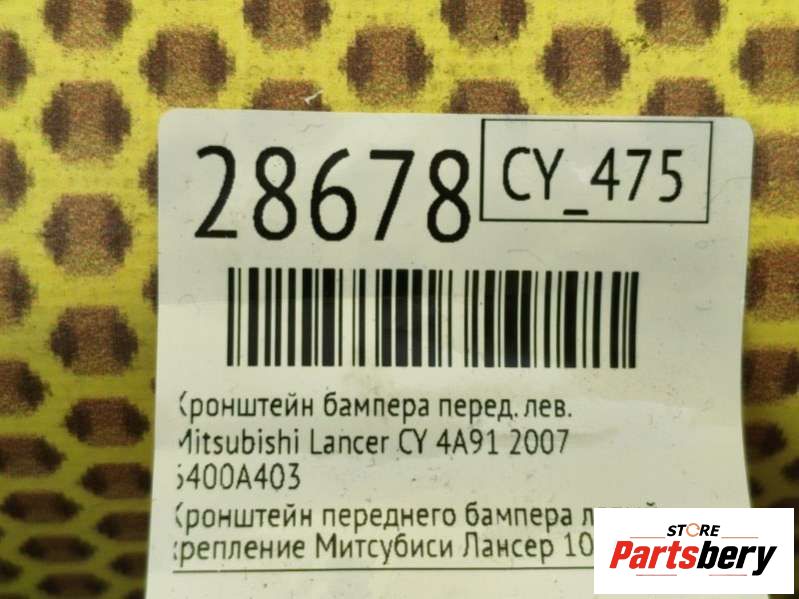 28678
CY_475
Кронштейн бампера перед. лев.
Mitsubishi Lancer CY 4A91 2007
6400A403
Кронштейн переднего бампера левый
крепление Митсубиси Лансер 10
STORE
Partsbery